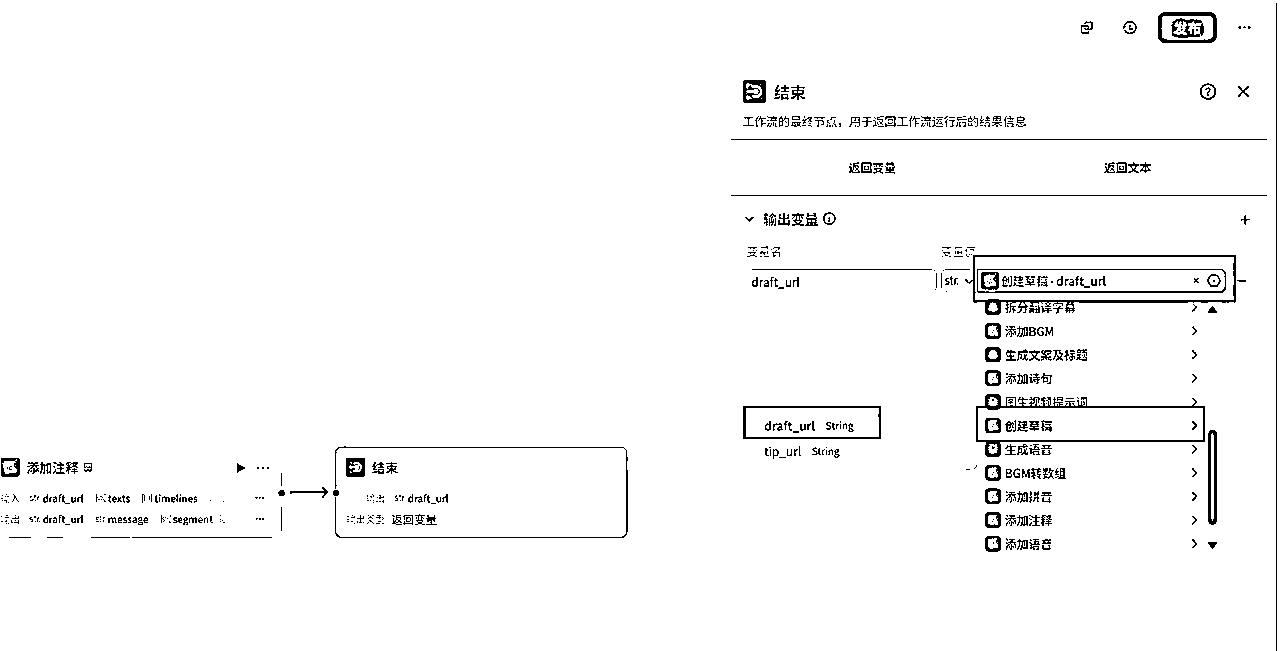 发布
结束
工作流的最终节点，用于返回工作流运行后的结果信息
返回变量 返回文本
输出变量
变量名 变量值
draft_url str. 创建草稿 · draft_url
拆分翻译字幕
添加BGM
生成文案及标题
添加诗句
图生视频提示词
draft_url String 创建草稿
tip_url String 生成语音
BGM转数组
添加拼音
添加注释
添加语音
添加注释
输入 str. draft_url texts timelines
输出 str. draft_url str. message segment
结束
输出 str. draft_url
输出类型 返回变量